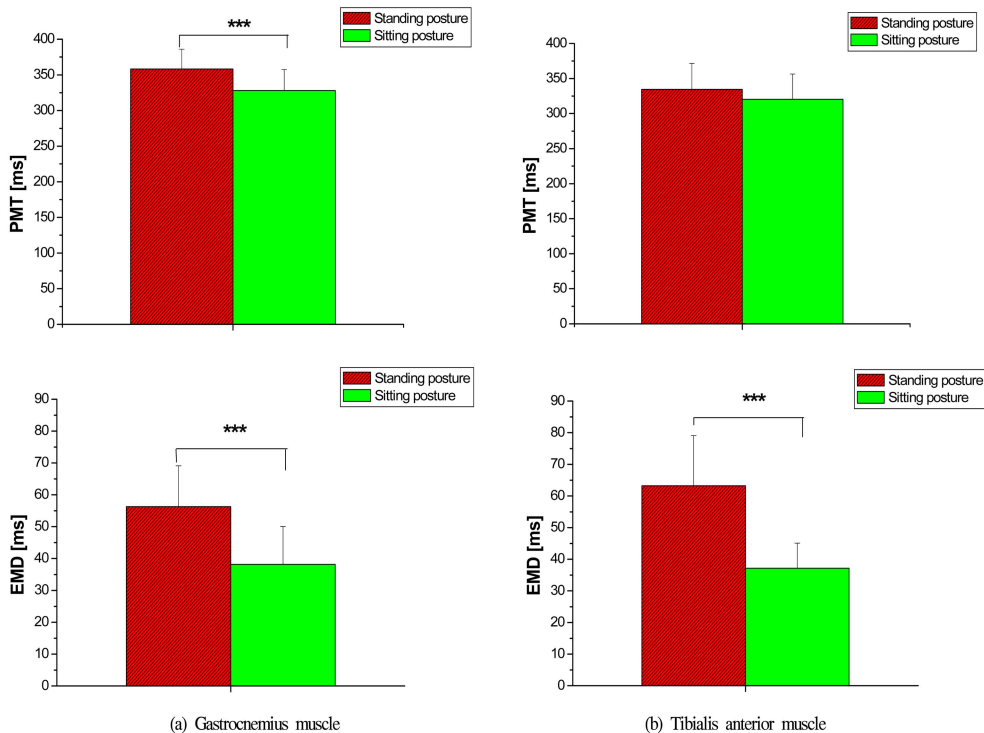 Standing posture
Sitting posture
***
400
350
300
250
200
150
100
50
0
PMT [ms]
Standing posture
Sitting posture
400
350
300
250
200
150
100
50
0
PMT [ms]
Standing posture
Sitting posture
***
90
80
70
60
50
40
30
20
10
0
EMD [ms]
Standing posture
Sitting posture
***
90
80
70
60
50
40
30
20
10
0
EMD [ms]
(a) Gastrocnemius muscle
(b) Tibialis anterior muscle